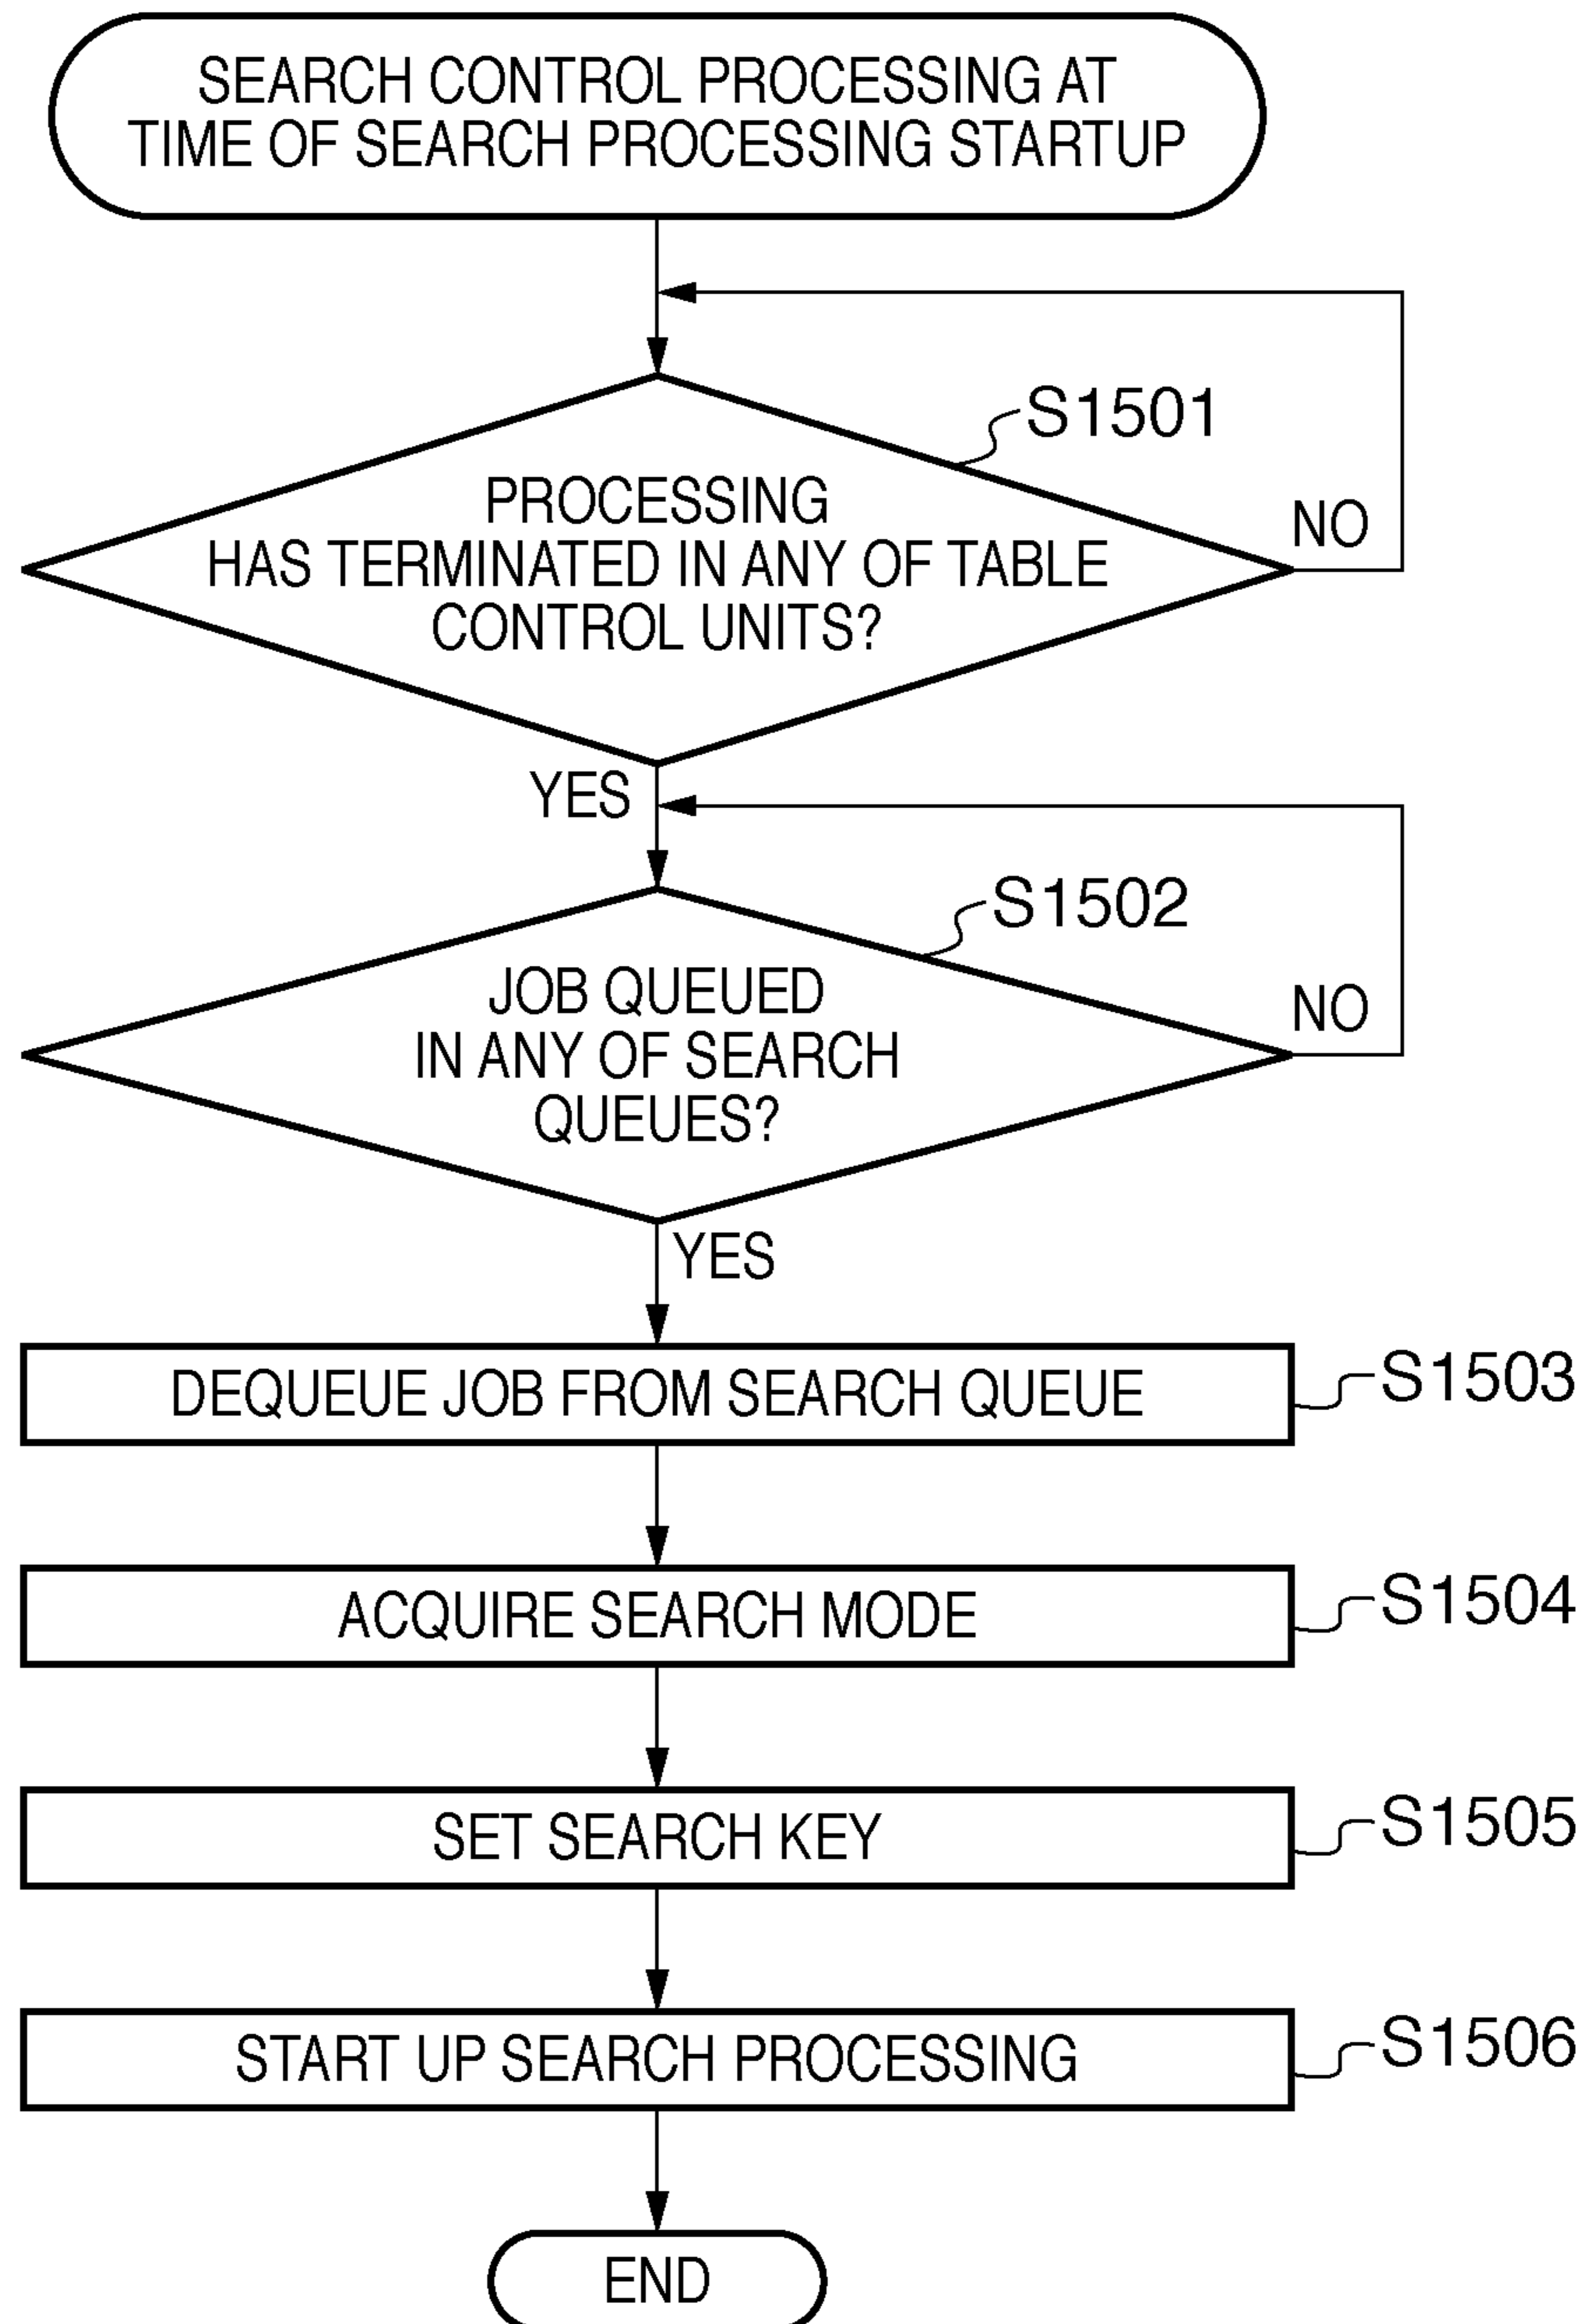 SEARCH CONTROL PROCESSING AT
TIME OF SEARCH PROCESSING STARTUP
S1501
PROCESSING
HAS TERMINATED IN ANY OF TABLE
CONTROL UNITS?
NO
YES
S1502
JOB QUEUED
IN ANY OF SEARCH
QUEUES?
NO
YES
DEQUEUE JOB FROM SEARCH QUEUE
S1503
ACQUIRE SEARCH MODE
S1504
SET SEARCH KEY
S1505
START UP SEARCH PROCESSING
S1506
END